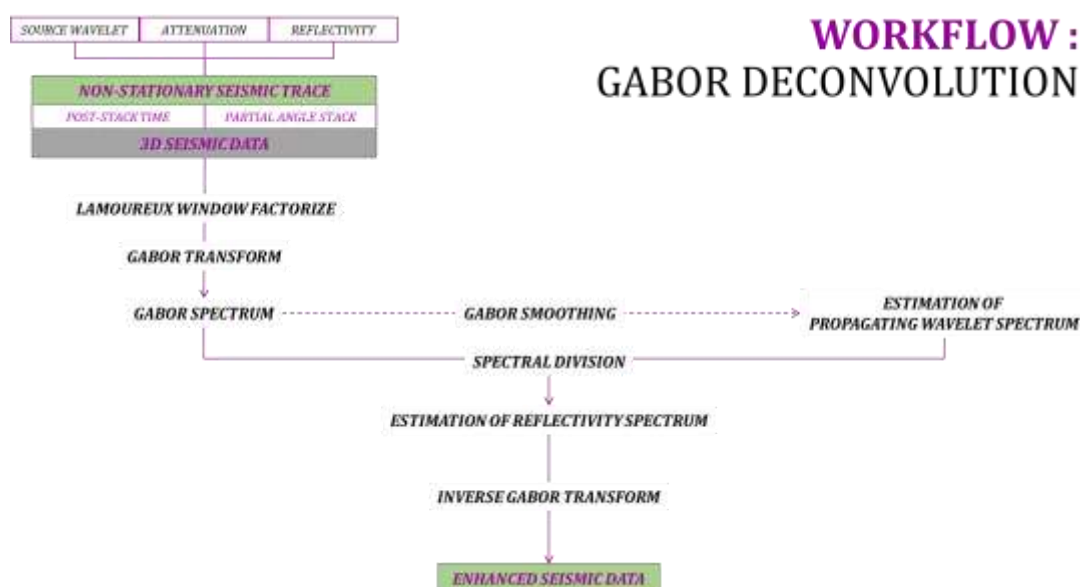 WORKFLOW :
GABOR DECONVOLUTION
SOURCE WAVELET
ATTENUATION
REFLECTIVITY
NON-STATIONARY SEISMIC TRACE
POST-STACK TIME
PARTIAL ANGLE STACK
3D SEISMIC DATA
LAMOUREUX WINDOW FACTORIZE
GABOR TRANSFORM
GABOR SPECTRUM
GABOR SMOOTHING
ESTIMATION OF
PROPAGATING WAVELET SPECTRUM
SPECTRAL DIVISION
ESTIMATION OF REFLECTIVITY SPECTRUM
INVERSE GABOR TRANSFORM
ENHANCED SEISMIC DATA